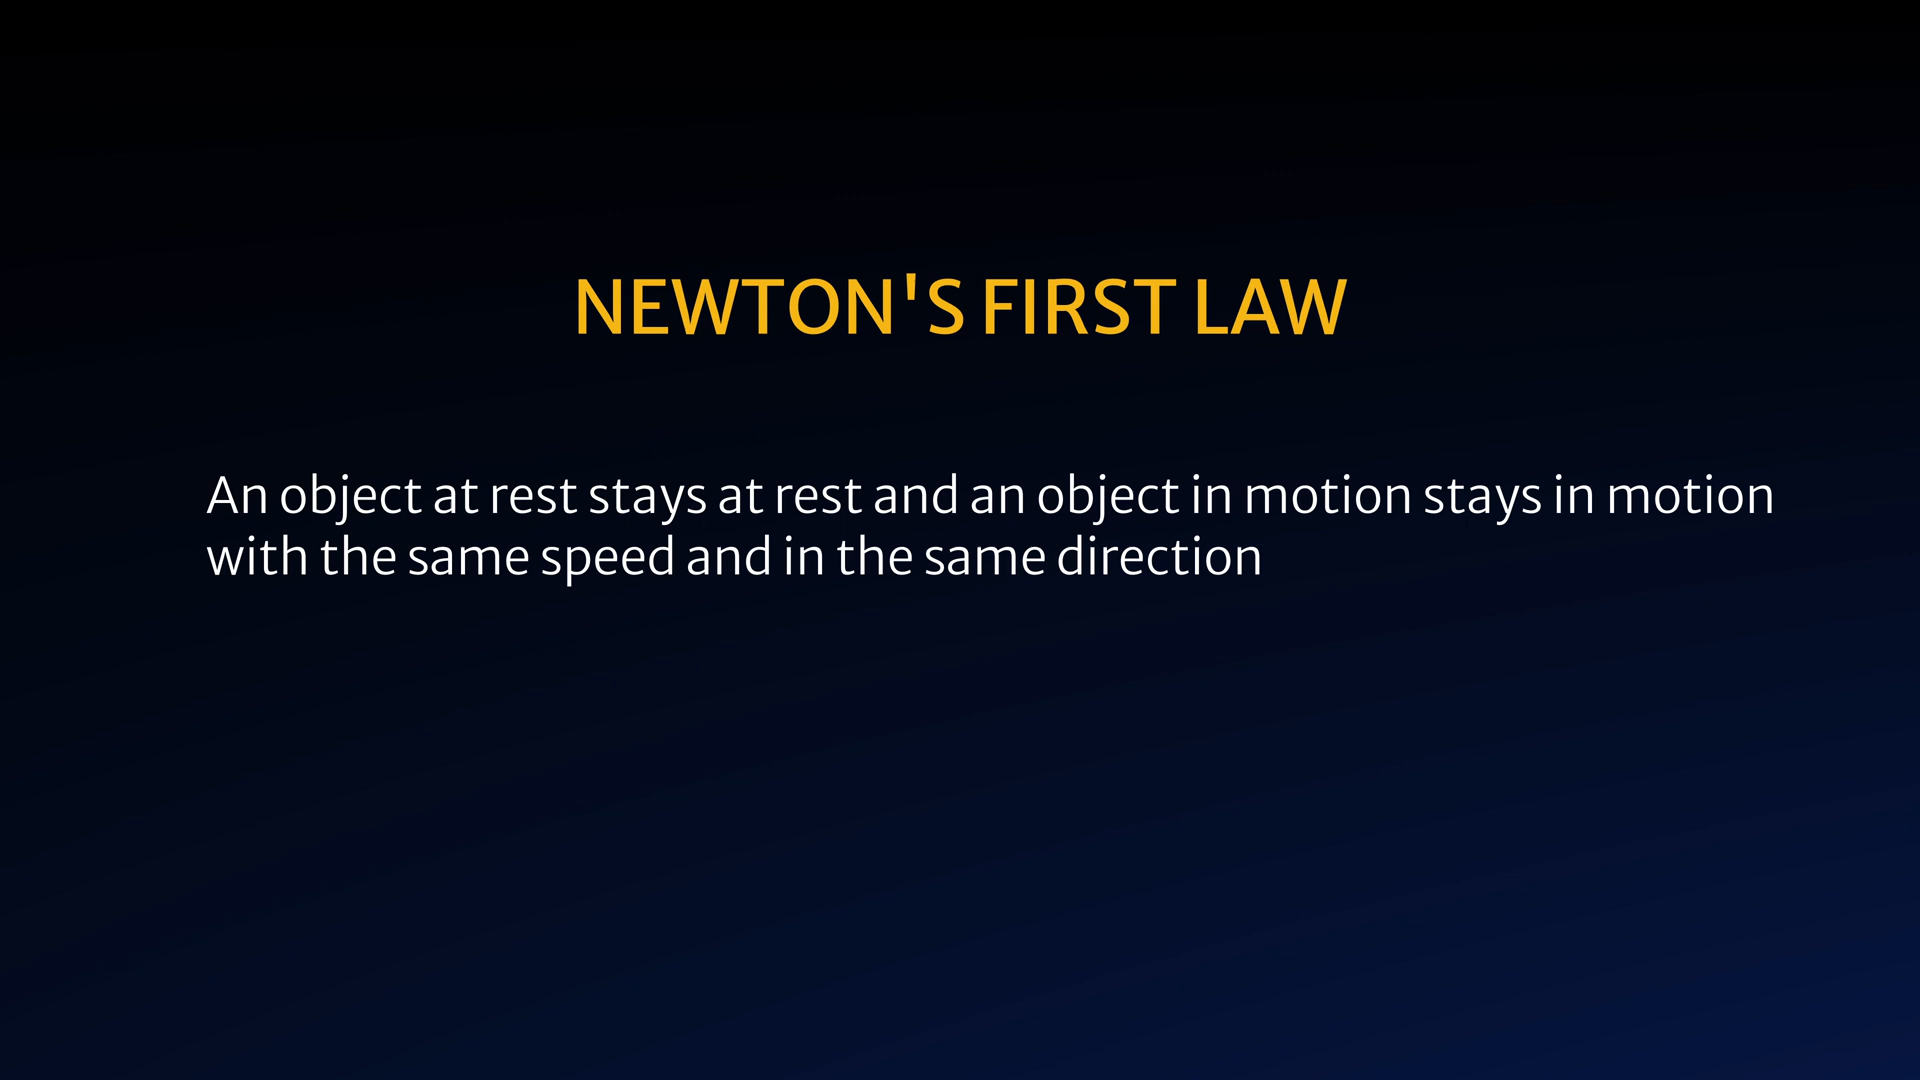 NEWTON'S FIRST LAW
An object at rest stays at rest and an object in motion stays in motion
with the same speed and in the same direction